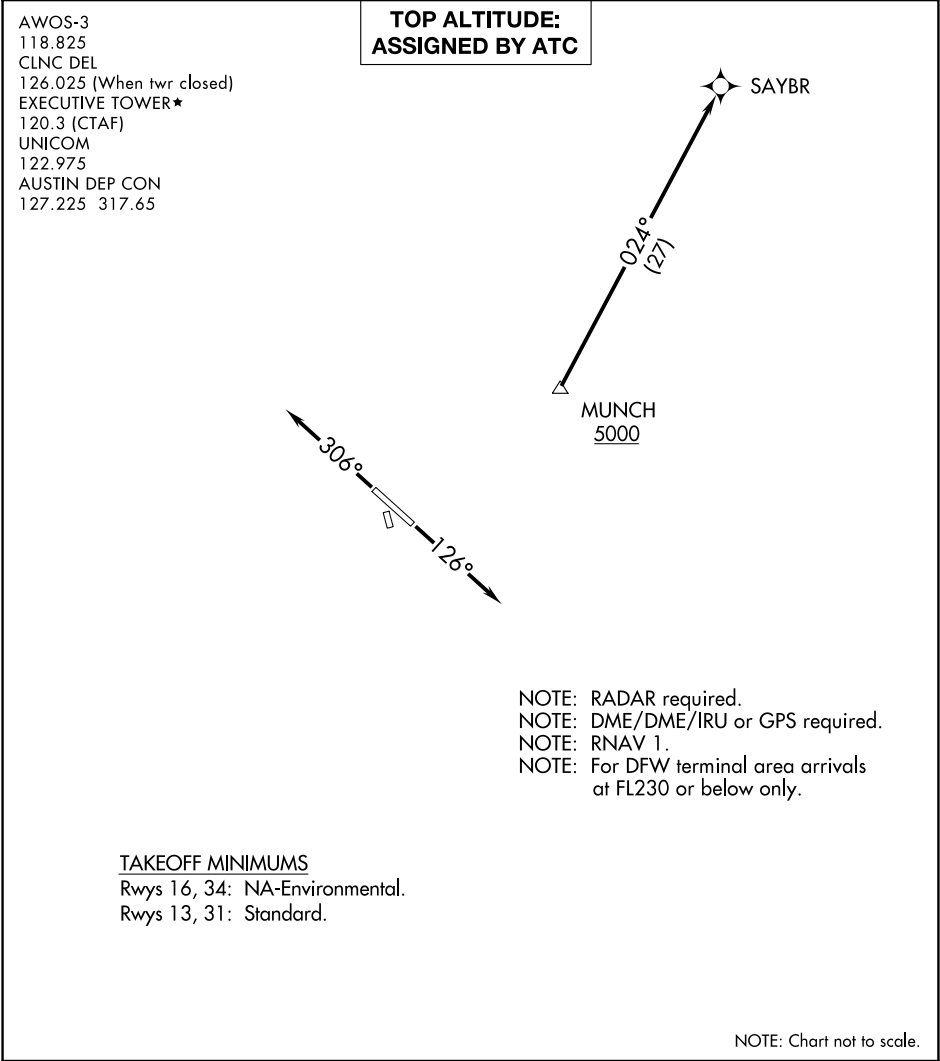 AWOS-3
118.825
CLNC DEL
126.025 (When twr closed)
EXECUTIVE TOWER★
120.3 (CTAF)
UNICOM
122.975
AUSTIN DEP CON
127.225 317.65
TOP ALTITUDE:
ASSIGNED BY ATC
SAYBR
024°
(27)
MUNCH
5000
306°
126°
NOTE: RADAR required.
NOTE: DME/DME/IRU or GPS required.
NOTE: RNAV 1.
NOTE: For DFW terminal area arrivals
at FL230 or below only.
TAKEOFF MINIMUMS
Rwys 16, 34: NA-Environmental.
Rwys 13, 31: Standard.
NOTE: Chart not to scale.